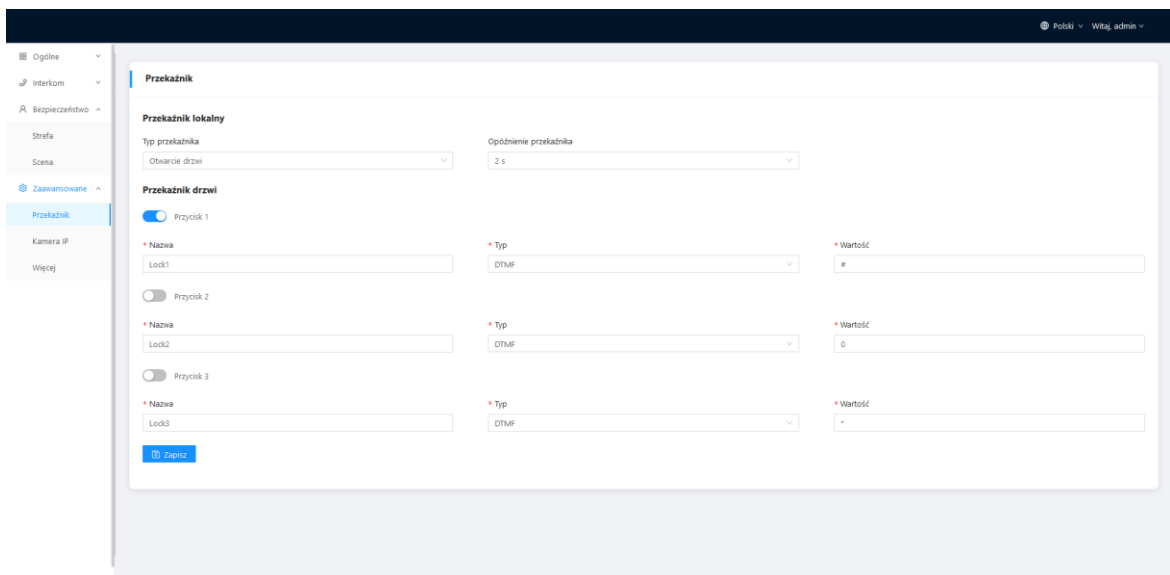 Polski Witaj, admin
Ogólne
Interkom
Bezpieczeństwo
Strefa
Scena
Zaawansowane
Przekaźnik
Kamera IP
Więcej
Przekaźnik
Przekaźnik lokalny
Typ przekaźnika Opóźnienie przekaźnika
Otwarcie drzwi 2 s
Przekaźnik drzwi
Przycisk 1
* Nazwa * Typ * Wartość
Lock1 DTMF #
Przycisk 2
* Nazwa * Typ * Wartość
Lock2 DTMF 0
Przycisk 3
* Nazwa * Typ * Wartość
Lock3 DTMF *
Zapisz